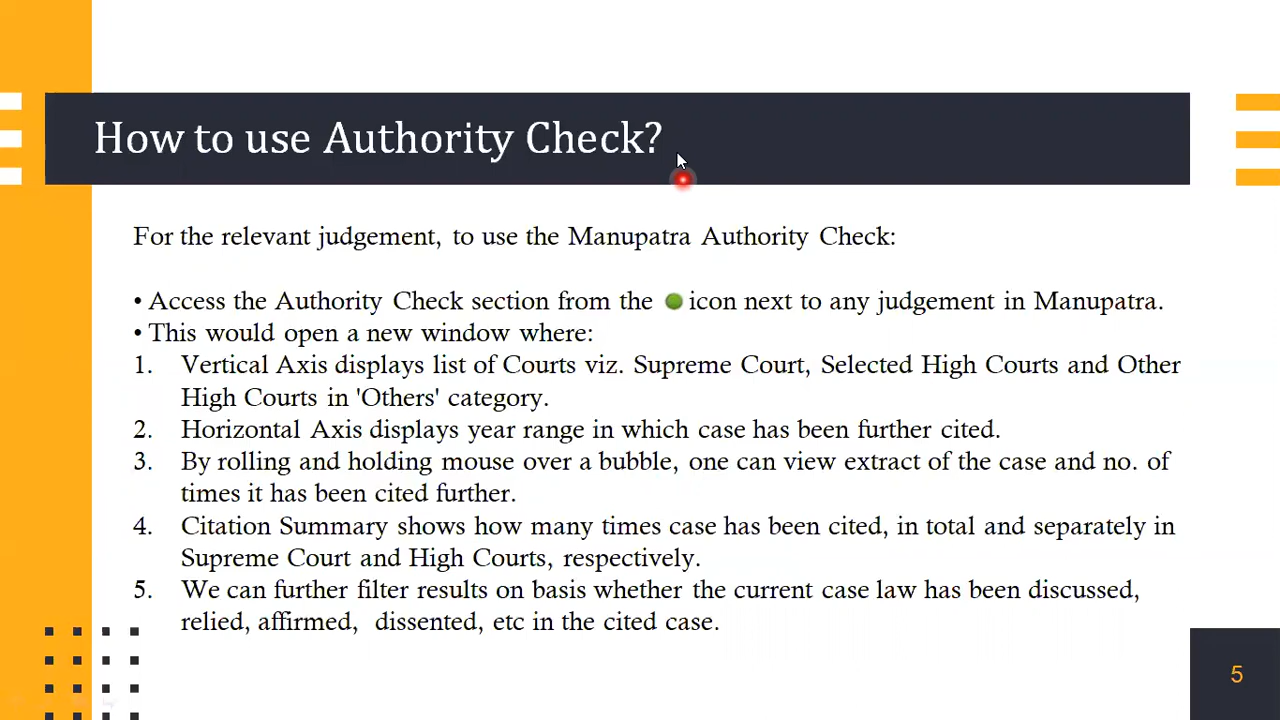 How to use Authority Check?
For the relevant judgement, to use the Manupatra Authority Check:
• Access the Authority Check section from the icon next to any judgement in Manupatra.
• This would open a new window where:
1. Vertical Axis displays list of Courts viz. Supreme Court, Selected High Courts and Other
High Courts in 'Others' category.
2. Horizontal Axis displays year range in which case has been further cited.
3. By rolling and holding mouse over a bubble, one can view extract of the case and no. of
times it has been cited further.
4. Citation Summary shows how many times case has been cited, in total and separately in
Supreme Court and High Courts, respectively.
5. We can further filter results on basis whether the current case law has been discussed,
relied, affirmed, dissented, etc in the cited case.
5